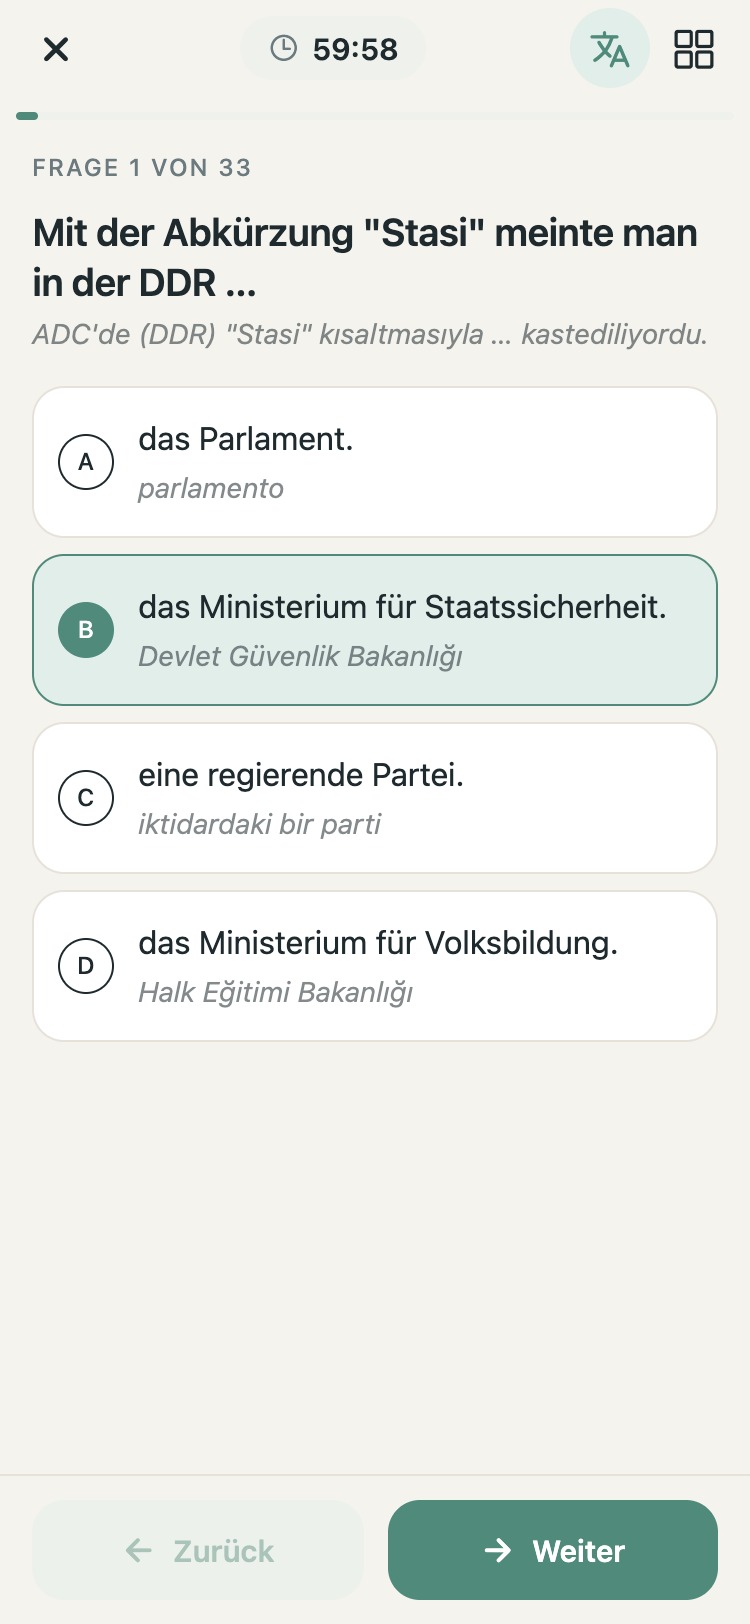 59:58
FRAGE 1 VON 33
Mit der Abkürzung "Stasi" meinte man
in der DDR ...
ADC'de (DDR) "Stasi" kısaltmasıyla ... kastediliyordu.
A
das Parlament.
parlamento
B
das Ministerium für Staatssicherheit.
Devlet Güvenlik Bakanlığı
C
eine regierende Partei.
iktidardaki bir parti
D
das Ministerium für Volksbildung.
Halk Eğitimi Bakanlığı
← Zurück
→ Weiter